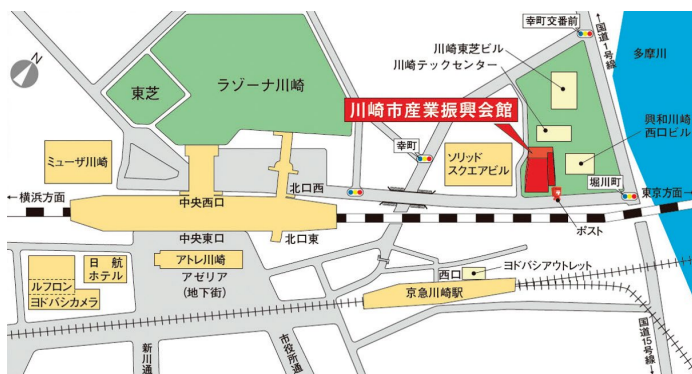 N
幸町交番前
国道1号線
多摩川
川崎東芝ビル
川崎テックセンター
東芝
ラゾーナ川崎
川崎市産業振興会館
興和川崎
西口ビル
幸町
ミューザ川崎
ソリッド
スクエアビル
北口西
堀川町
横浜方面
中央西口
東京方面
ポスト
中央東口
北口東
日航
ホテル
アトレ川崎
アゼリア
(地下街)
西口
ヨドバシアウトレット
ルフロン
ヨドバシカメラ
京急川崎駅
新川通
市役所通
国道15号線